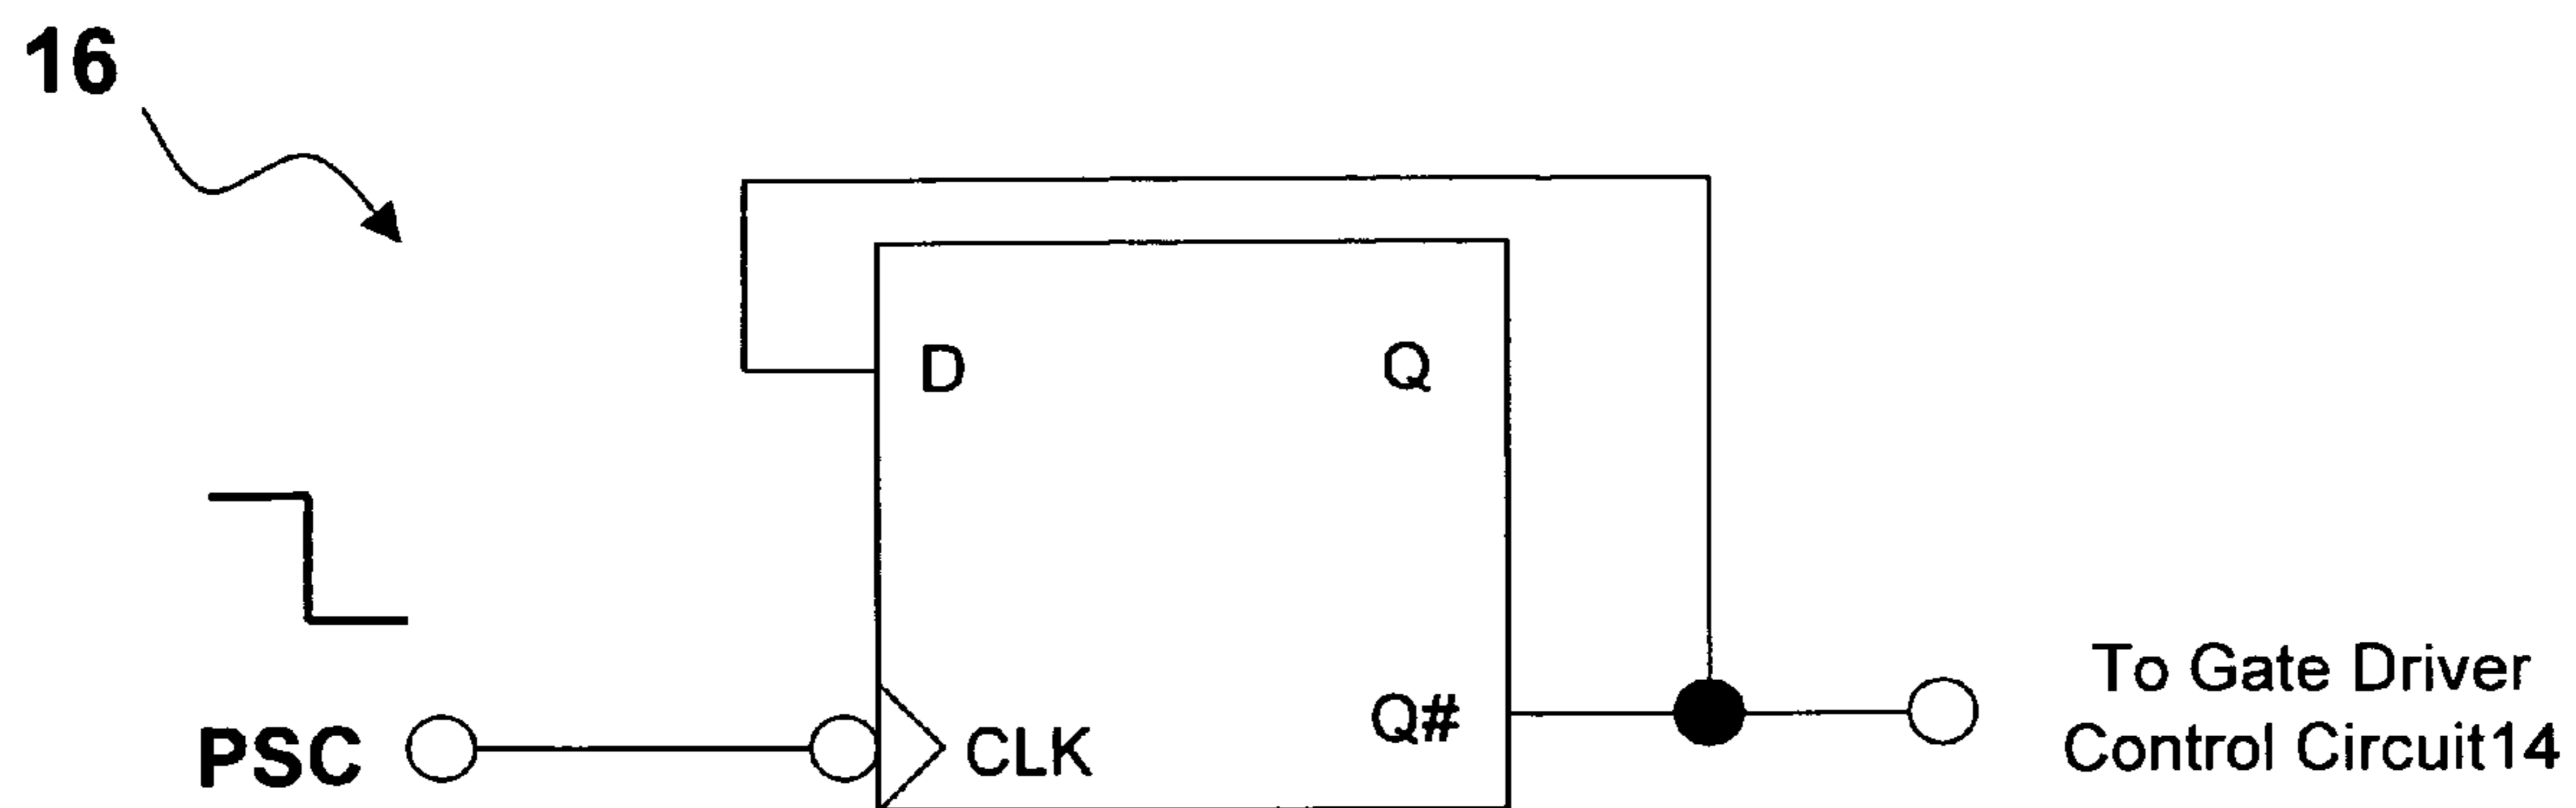 16
D
Q
Q#
PSC
CLK
To Gate Driver
Control Circuit14